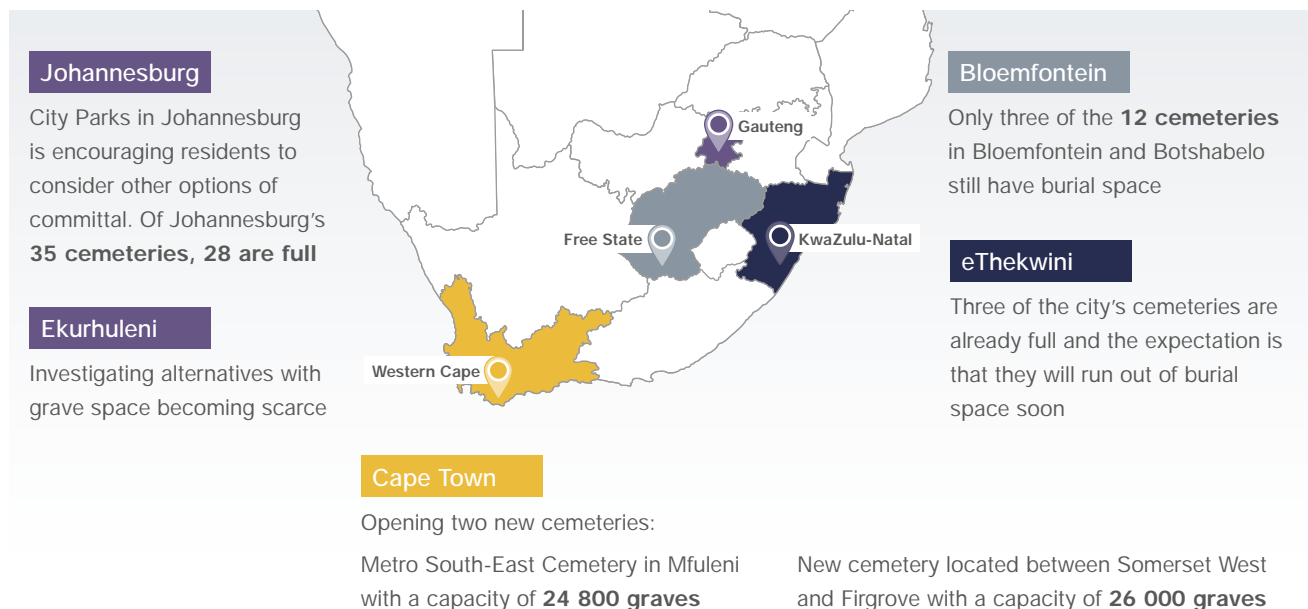 Johannesburg
City Parks in Johannesburg
is encouraging residents to
consider other options of
committal. Of Johannesburg's
35 cemeteries, 28 are full
Ekurhuleni
Investigating alternatives with
grave space becoming scarce
Gauteng
Free State
KwaZulu-Natal
Western Cape
Bloemfontein
Only three of the 12 cemeteries
in Bloemfontein and Botshabelo
still have burial space
eThekwini
Three of the city's cemeteries are
already full and the expectation is
that they will run out of burial
space soon
Cape Town
Opening two new cemeteries:
Metro South-East Cemetery in Mfuleni
with a capacity of 24 800 graves
New cemetery located between Somerset West
and Firgrove with a capacity of 26 000 graves